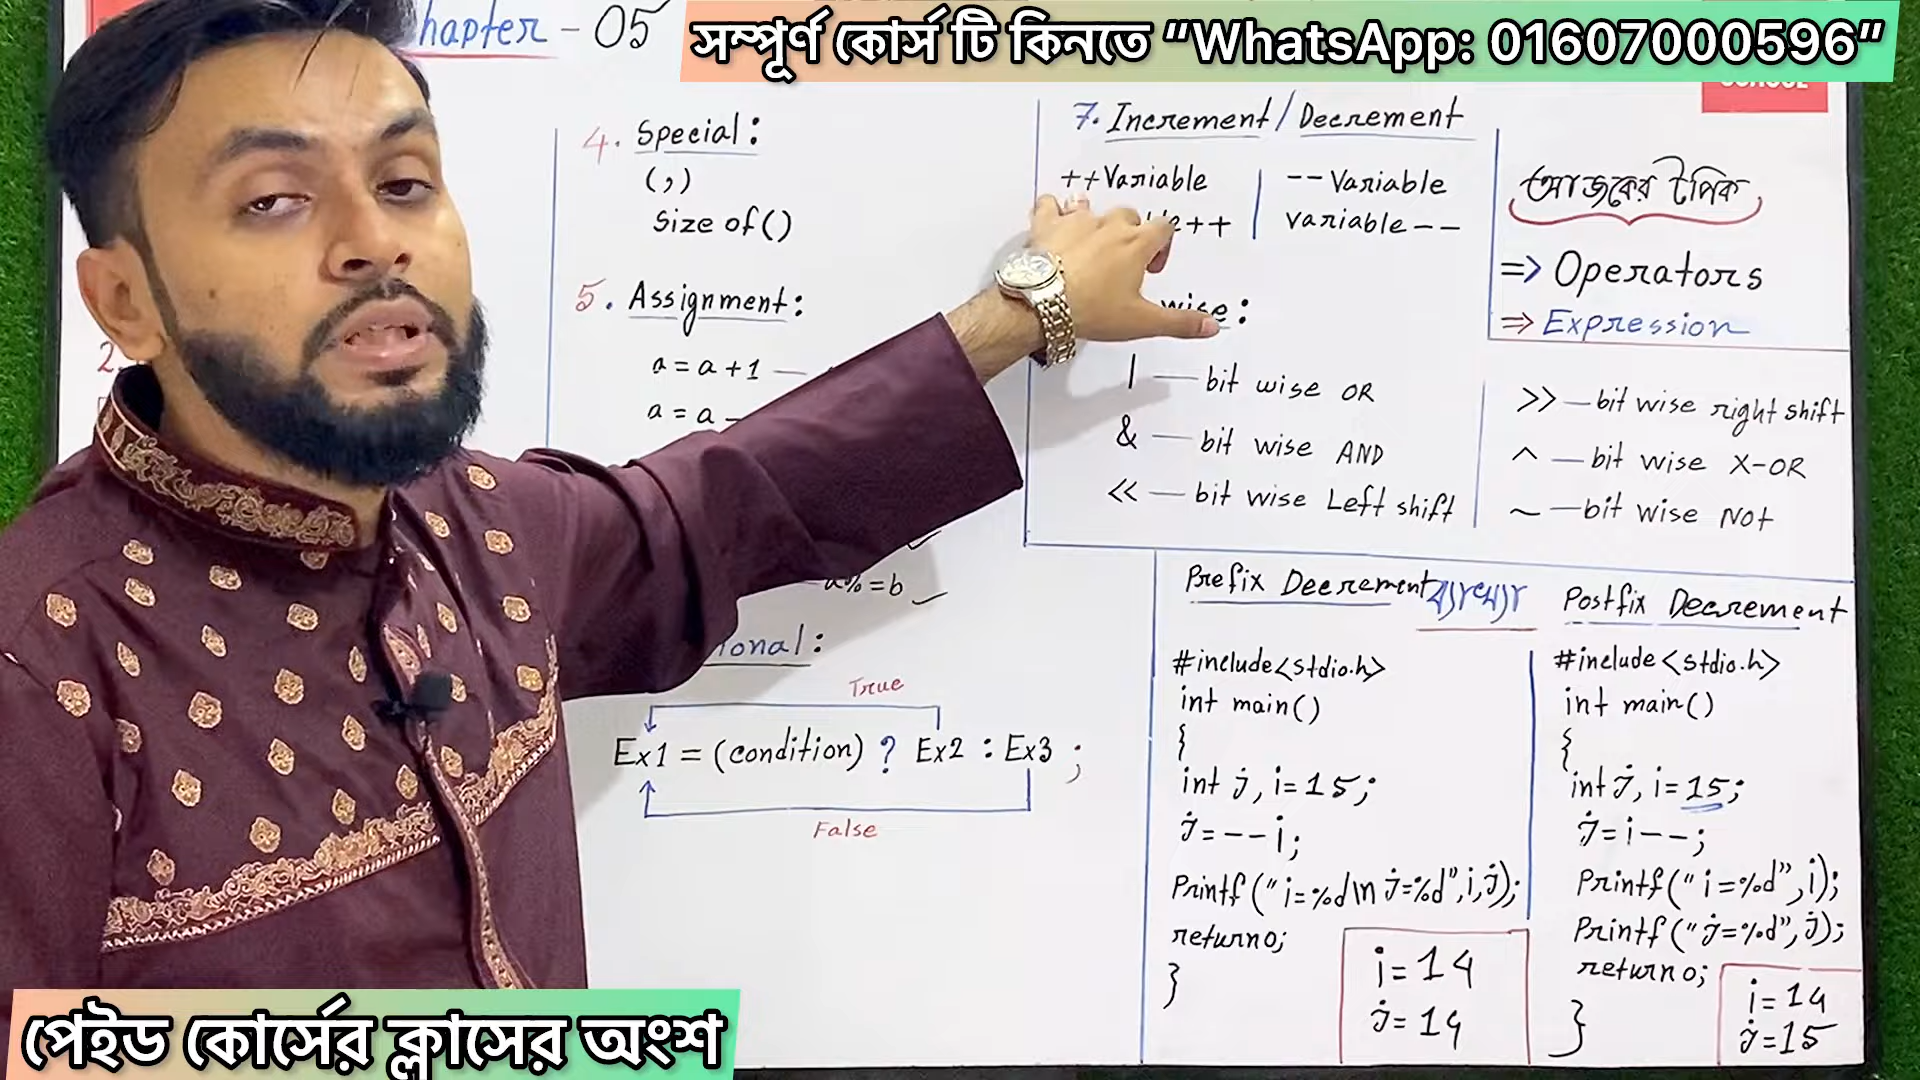 hapter - 05
সম্পূর্ণ কোর্স টি কিনতে “WhatsApp: 01607000596”
4. Special:
(,)
Size of()
5. Assignment:
a = a + 1 —
a = a -
a%=b
ional:
True
Ex1 = (condition) ? Ex2 : Ex3 ;
False
7. Increment / Decrement
++Variable
--Variable
++
variable--
wise:
| — bit wise OR
& — bit wise AND
<< — bit wise Left shift
>> — bit wise right shift
^ — bit wise X-OR
~ — bit wise Not
আজকের টপিক
=> Operators
=> Expression
Prefix Decrement
#include<stdio.h>
int main()
{
int j, i=15;
j=--i;
Printf("i=%d\n j=%d",i,j);
return 0;
}
i=14
j=14
Postfix Decrement
#include<stdio.h>
int main()
{
int j, i=15;
j=i--;
Printf("i=%d",i);
Printf("j=%d",j);
return 0;
}
i=14
j=15
পেইড কোর্সের ক্লাসের অংশ